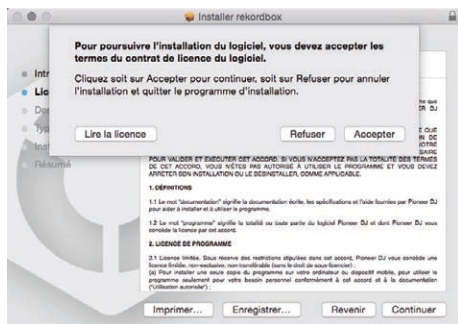 Installer rekordbox
Pour poursuivre l'installation du logiciel, vous devez accepter les
termes du contrat de licence du logiciel.
Cliquez soit sur Accepter pour continuer, soit sur Refuser pour annuler
l'installation et quitter le programme d'installation.
Lire la licence
Refuser
Accepter
Intr
Lic
Résumé
POUR VALIDER ET EXÉCUTER CET ACCORD. SI VOUS N'ACCEPTEZ PAS LA TOTALITÉ DES TERMES
DE CET ACCORD, VOUS N'ÊTES PAS AUTORISÉ À UTILISER LE PROGRAMME ET VOUS DEVEZ
ARRÊTER SON INSTALLATION OU LE DÉSINSTALLER, COMME APPLICABLE.
1. DÉFINITIONS
1.1 Le mot "documentation" signifie la documentation écrite, les spécifications et l'aide fournies par Pioneer DJ
pour aider à installer et à utiliser le programme.
1.2 Le mot "programme" signifie la totalité ou toute partie du logiciel Pioneer DJ et dont Pioneer DJ vous
concède la licence par cet accord.
2. LICENCE DE PROGRAMME
2.1 Licence limitée. Sous réserve des restrictions stipulées dans cet accord, Pioneer DJ vous concède une
licence limitée, non-exclusive, non-transférable (sans le droit de sous-licencier) :
(a) Pour installer une seule copie du programme sur votre ordinateur ou dispositif mobile, pour utiliser le
programme seulement pour votre besoin personnel conformément à cet accord et à la documentation
("Utilisation autorisée") ;
Imprimer...
Enregistrer...
Revenir
Continuer